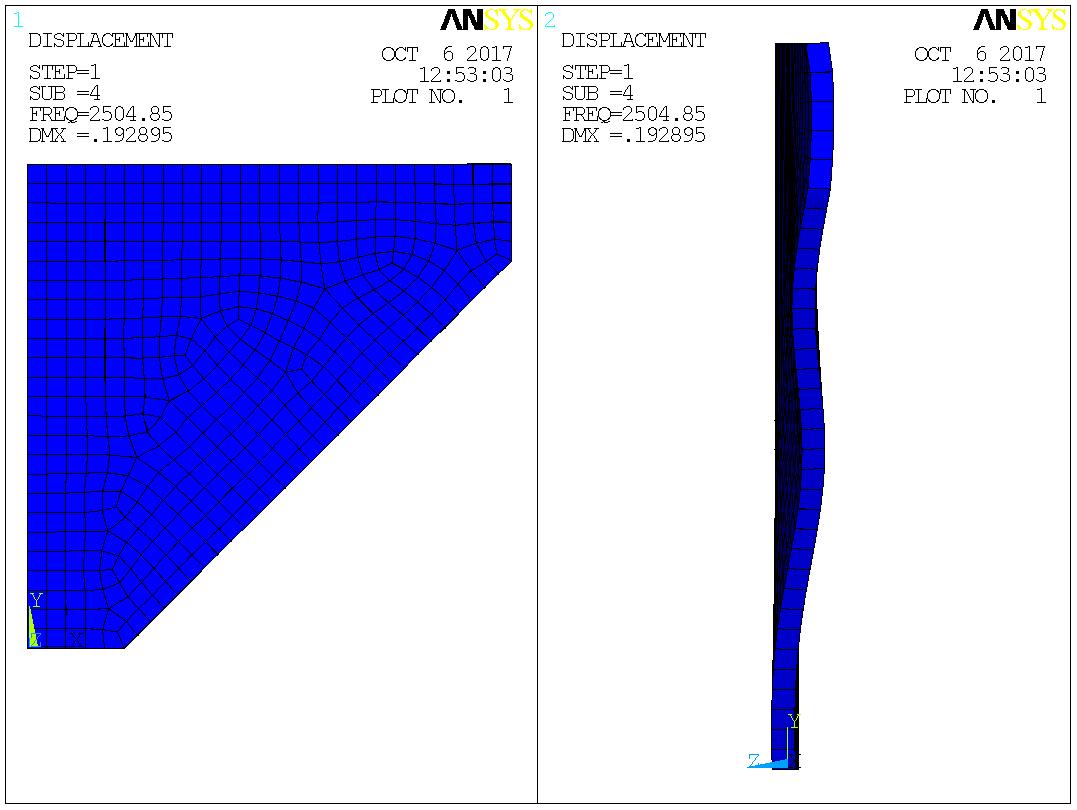 1
ANSYS
DISPLACEMENT
STEP=1
SUB =4
FREQ=2504.85
DMX =.192895
OCT 6 2017
12:53:03
PLOT NO. 1
Y
Z X
2
ANSYS
DISPLACEMENT
STEP=1
SUB =4
FREQ=2504.85
DMX =.192895
OCT 6 2017
12:53:03
PLOT NO. 1
Y
Z